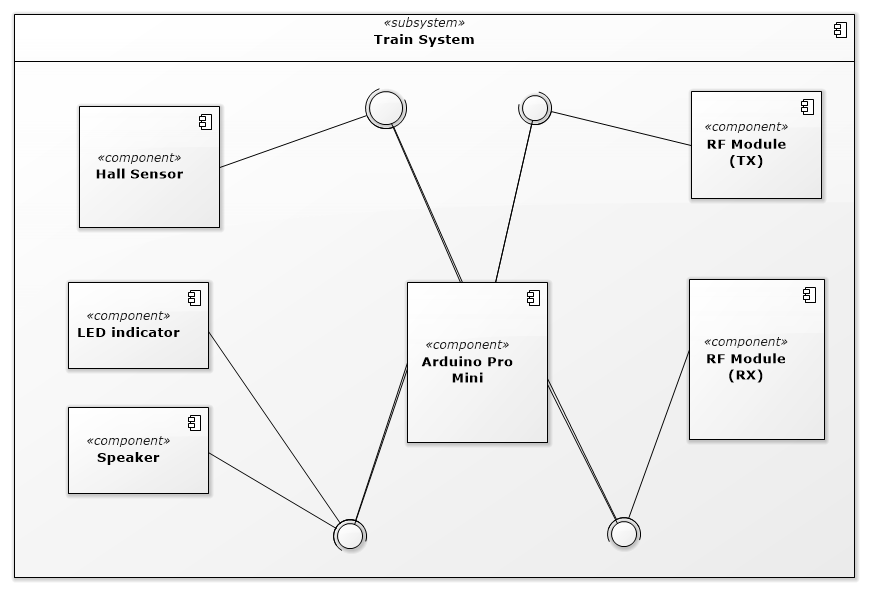 «subsystem»
Train System
«component»
Hall Sensor
«component»
RF Module
(TX)
«component»
LED indicator
«component»
Arduino Pro
Mini
«component»
RF Module
(RX)
«component»
Speaker